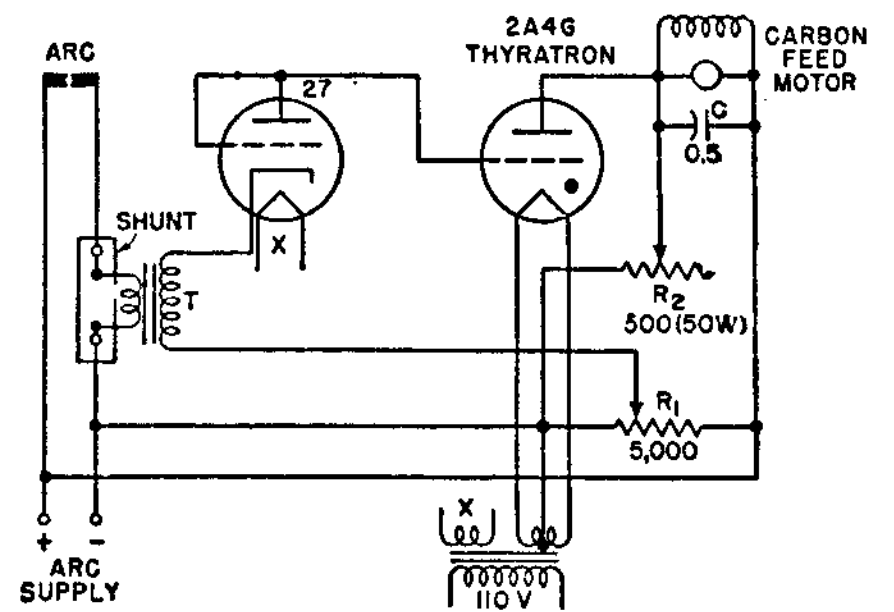 ARC
27
2A4G
THYRATRON
CARBON
FEED
MOTOR
C
0.5
X
SHUNT
T
R2
500 (50W)
R1
5,000
X
+ -
ARC
SUPPLY
110 V